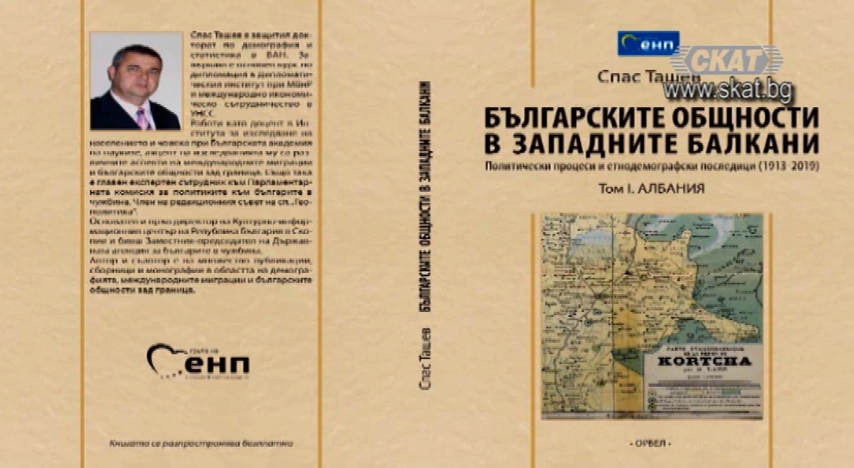 Спас Ташев е защитил док-
торат по демография и
статистика в БАН. За-
вършил е основен курс по
дипломация в Дипломати-
ческия институт при МВнР
и международно икономи-
ческо сътрудничество в
УНСС.
Работи като доцент в Ин-
ститута за изследване на
населението и човека при Българската академия
на науките, акцент на изследванията му са раз-
личните аспекти на международните миграции
и българските общности зад граница. Също така
е главен експертен сътрудник към Парламентар-
ната комисия за политиките към българите в
чужбина. Член на редакционния съвет на сп. „Гео-
политика“.
Основател и пръв директор на Културно-инфор-
мационния център на Република България в Ско-
пие и бивш Заместник-председател на Държав-
ната агенция за българите в чужбина.
Автор и съавтор е на множество публикации,
сборници и монографии в областта на демогра-
фията, международните миграции и българските
общности зад граница.
група на
енп
Книгата се разпространява безплатно
Спас Ташев БЪЛГАРСКИТЕ ОБЩНОСТИ В ЗАПАДНИТЕ БАЛКАНИ
енп
СКАТ
www.skat.bg
Спас Ташев
БЪЛГАРСКИТЕ ОБЩНОСТИ
В ЗАПАДНИТЕ БАЛКАНИ
Политически процеси и етнодемографски последици (1913-2019)
Том I. АЛБАНИЯ
KORTCHA
• ОРБЕЛ •